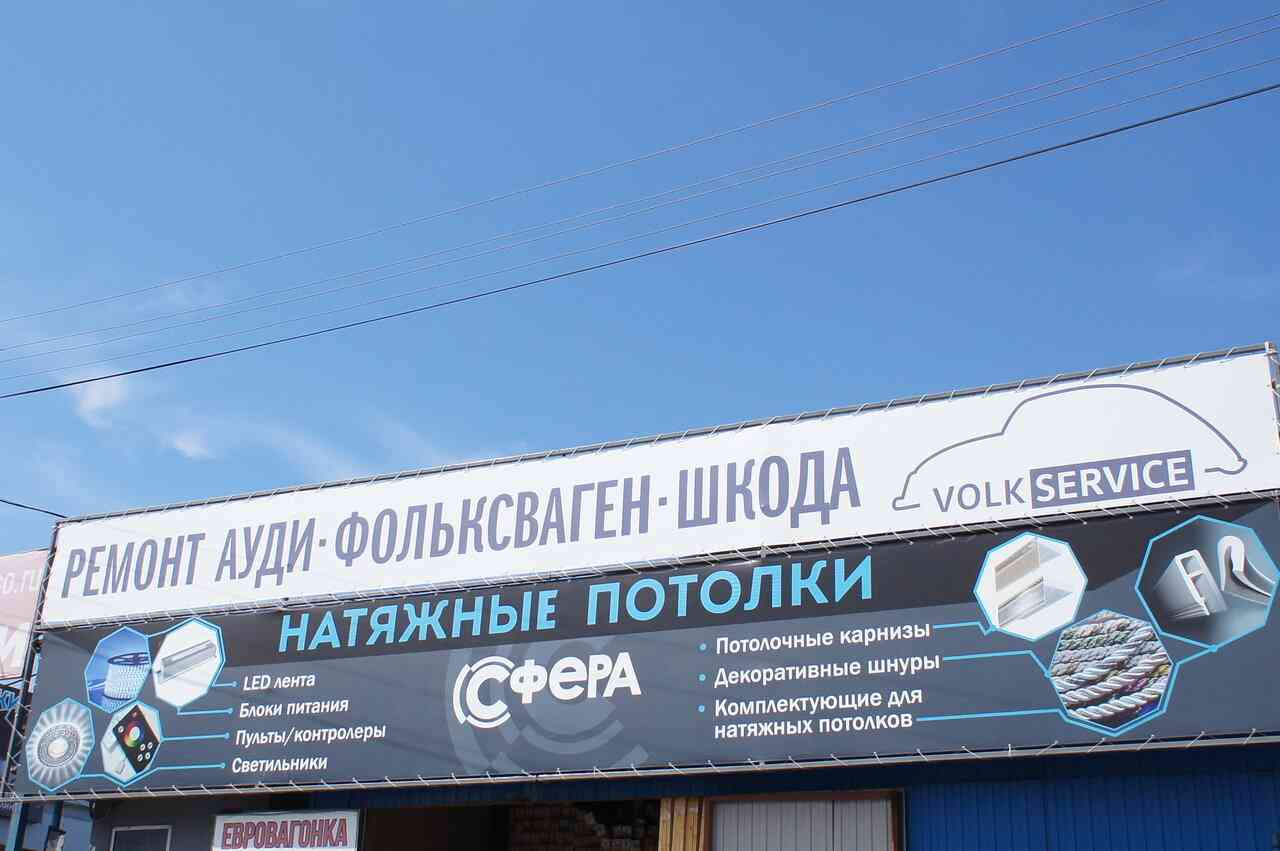 РЕМОНТ АУДИ·ФОЛЬКСВАГЕН·ШКОДА
VOLK SERVICE
НАТЯЖНЫЕ ПОТОЛКИ
СФЕРА
LED лента
Блоки питания
Пульты/контролеры
Светильники
• Потолочные карнизы
• Декоративные шнуры
• Комплектующие для
натяжных потолков
ЕВРОВАГОНКА
o.ru